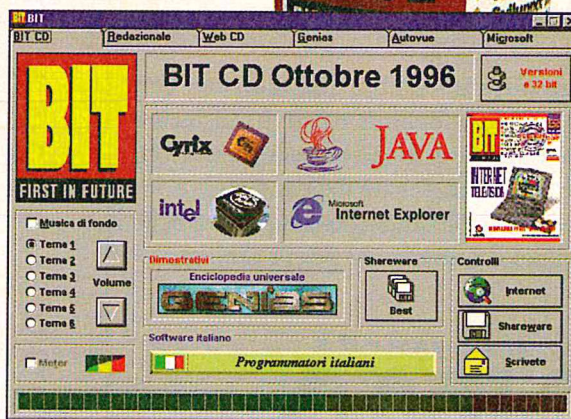 BIT BIT
BIT CD
Redazionale
Web CD
Genias
Autovue
Microsoft
BIT
FIRST IN FUTURE
BIT CD Ottobre 1996
Versioni
a 32 bit
Cyrix
JAVA
intel
Microsoft
Internet Explorer
BIT
INTERNET
TELEVISION
Musica di fondo
Tema 1
Tema 2
Tema 3
Tema 4
Tema 5
Tema 6
Volume
Meter
Dimostrativi
Enciclopedia universale
GENIAS
Shareware
Best
Controlli
Internet
Shareware
Scrivete
Software italiano
Programmatori italiani